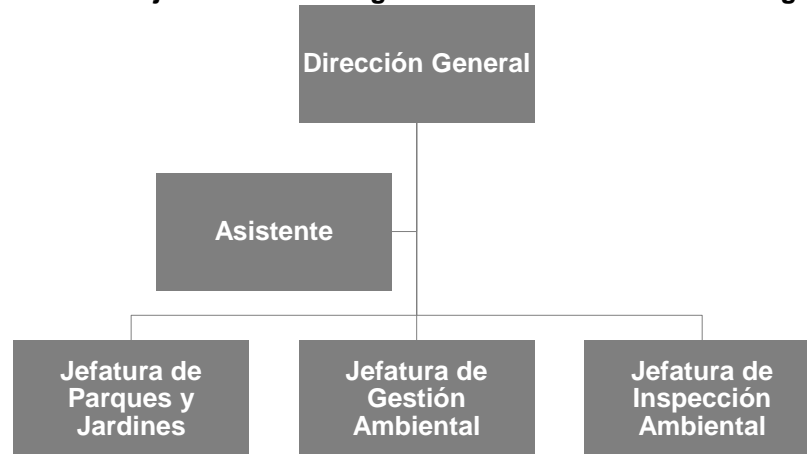 Dirección General
Asistente
Jefatura de
Parques y
Jardines
Jefatura de
Gestión
Ambiental
Jefatura de
Inspección
Ambiental